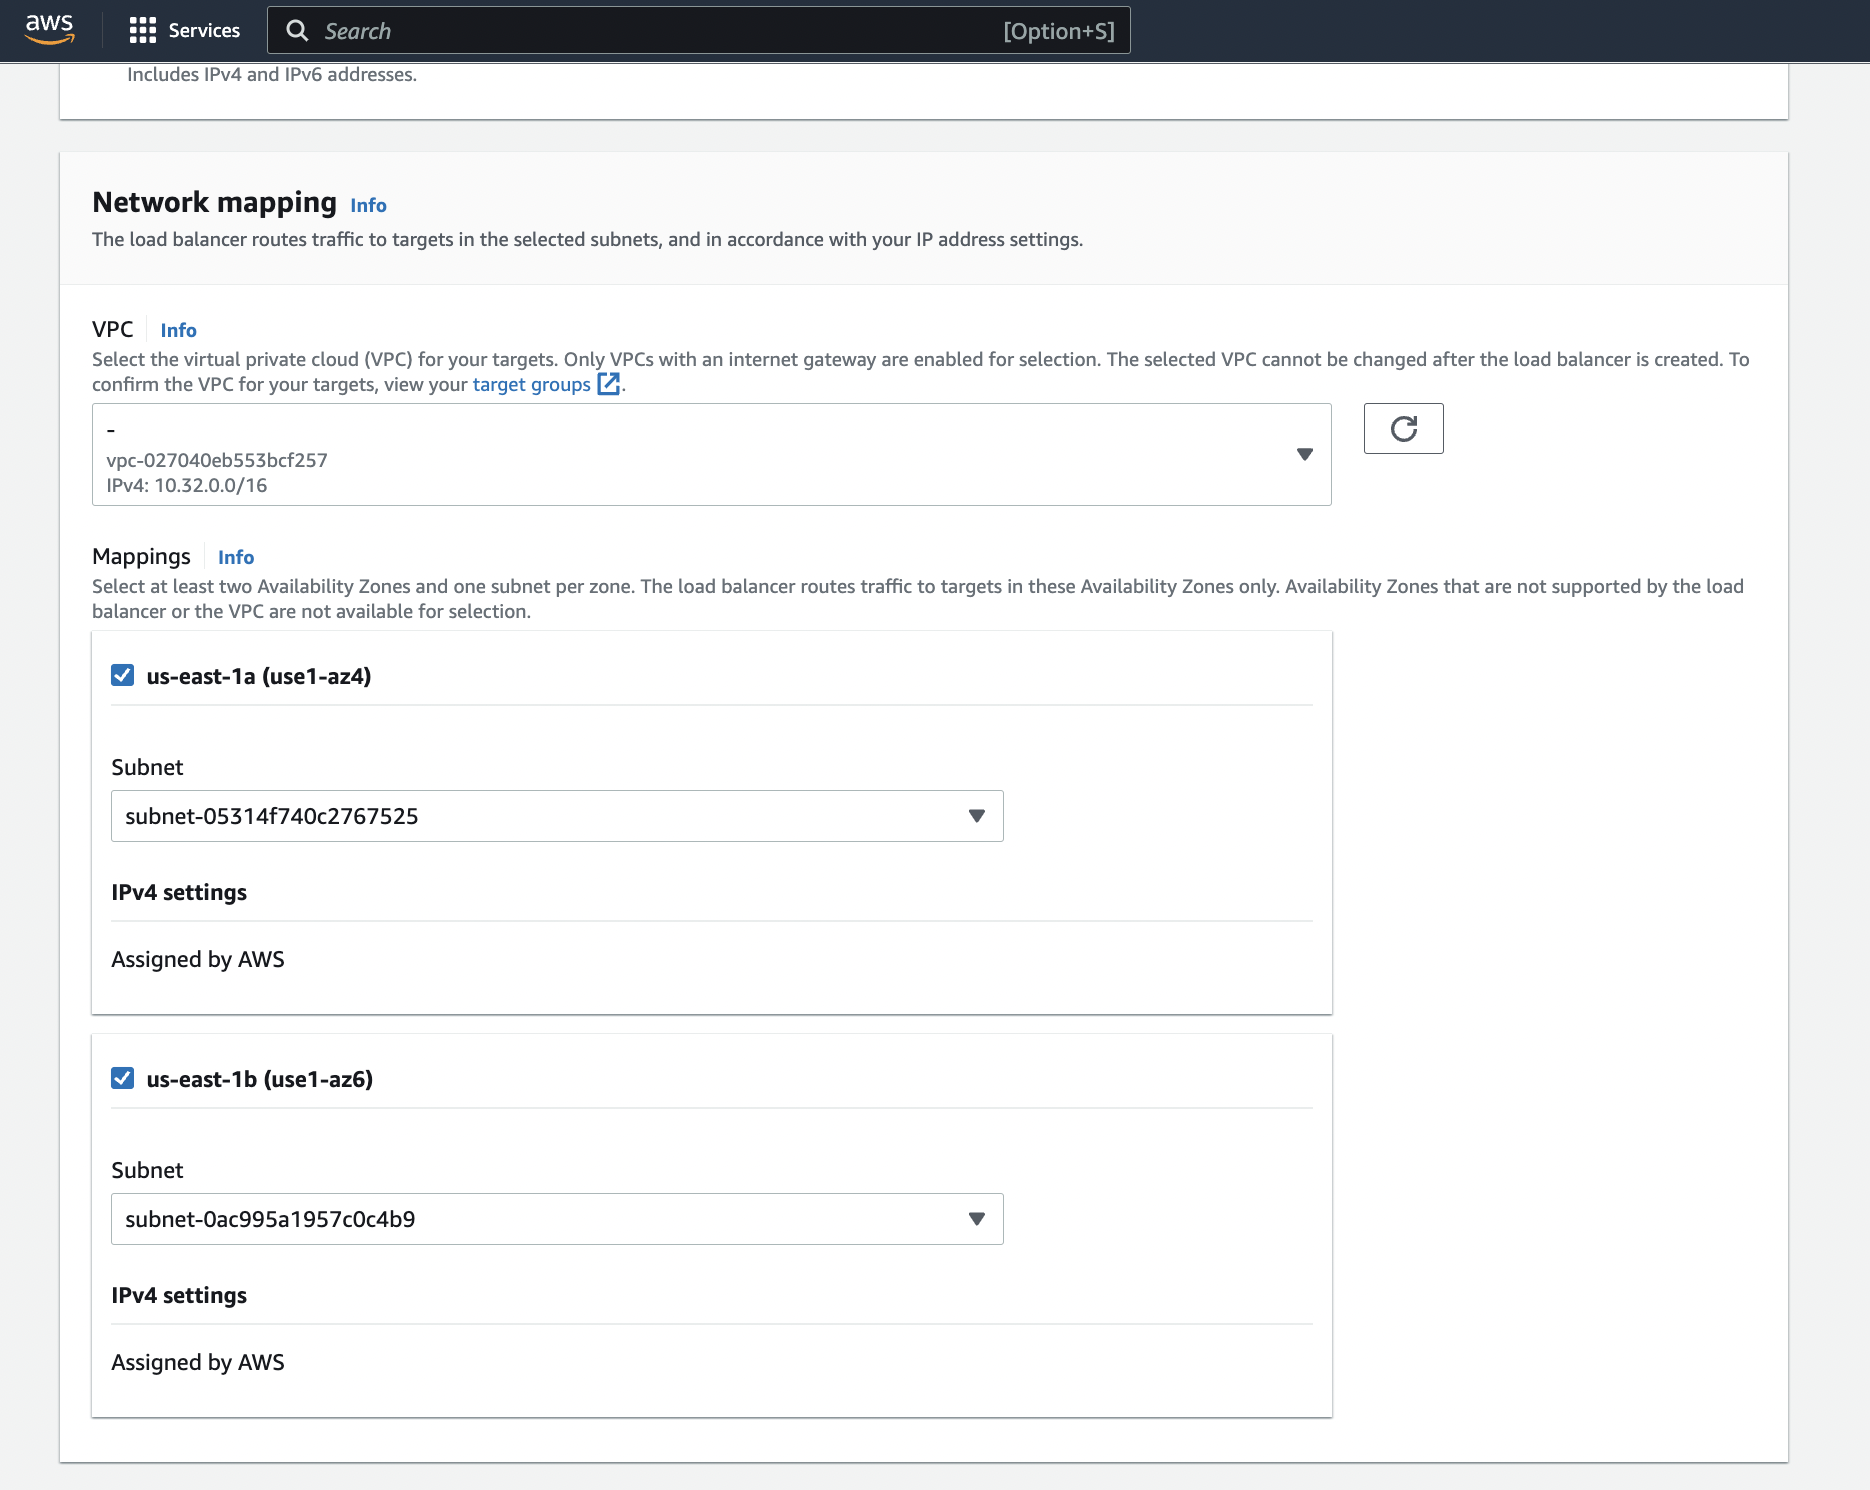 aws
Services
Search
[Option+S]
Includes IPv4 and IPv6 addresses.
Network mapping Info
The load balancer routes traffic to targets in the selected subnets, and in accordance with your IP address settings.
VPC Info
Select the virtual private cloud (VPC) for your targets. Only VPCs with an internet gateway are enabled for selection. The selected VPC cannot be changed after the load balancer is created. To
confirm the VPC for your targets, view your target groups .
-
vpc-027040eb553bcf257
IPv4: 10.32.0.0/16
Mappings Info
Select at least two Availability Zones and one subnet per zone. The load balancer routes traffic to targets in these Availability Zones only. Availability Zones that are not supported by the load
balancer or the VPC are not available for selection.
us-east-1a (use1-az4)
Subnet
subnet-05314f740c2767525
IPv4 settings
Assigned by AWS
us-east-1b (use1-az6)
Subnet
subnet-0ac995a1957c0c4b9
IPv4 settings
Assigned by AWS